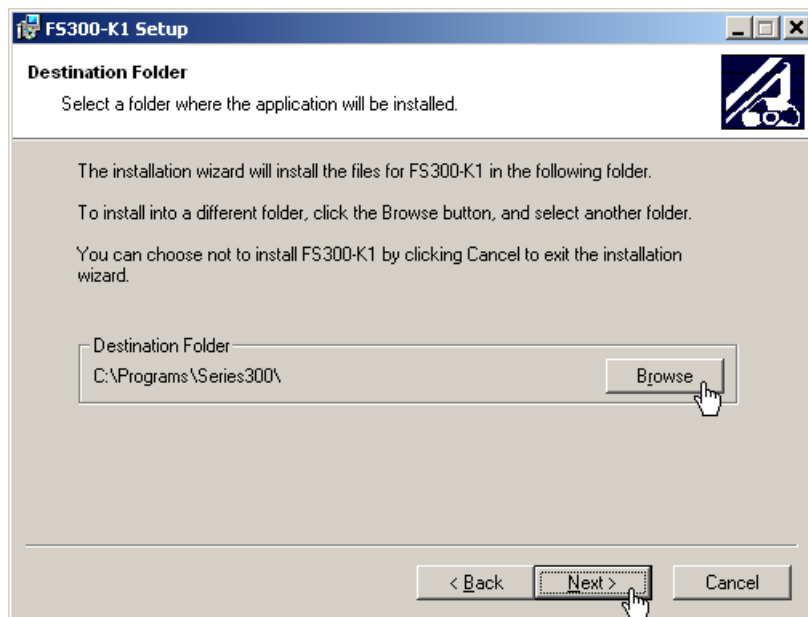 FS300-K1 Setup
Destination Folder
Select a folder where the application will be installed.
The installation wizard will install the files for FS300-K1 in the following folder.
To install into a different folder, click the Browse button, and select another folder.
You can choose not to install FS300-K1 by clicking Cancel to exit the installation
wizard.
Destination Folder
C:\Programs\Series300\
Browse
< Back
Next >
Cancel